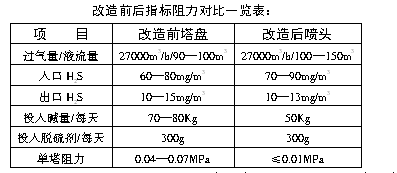 改造前后指标阻力对比一览表：
项 目 改造前塔盘 改造后喷头
过气量/液流量 27000m³/h/90—100m³ 27000m³/h/100—150m³
入口 H₂S 60—80mg/m³ 70—90mg/m³
出口 H₂S 10—15mg/m³ 10—13mg/m³
投入碱量/每天 70—80Kg 50Kg
投入脱硫剂/每天 300g 300g
单塔阻力 0.04—0.07MPa ≤0.01MPa